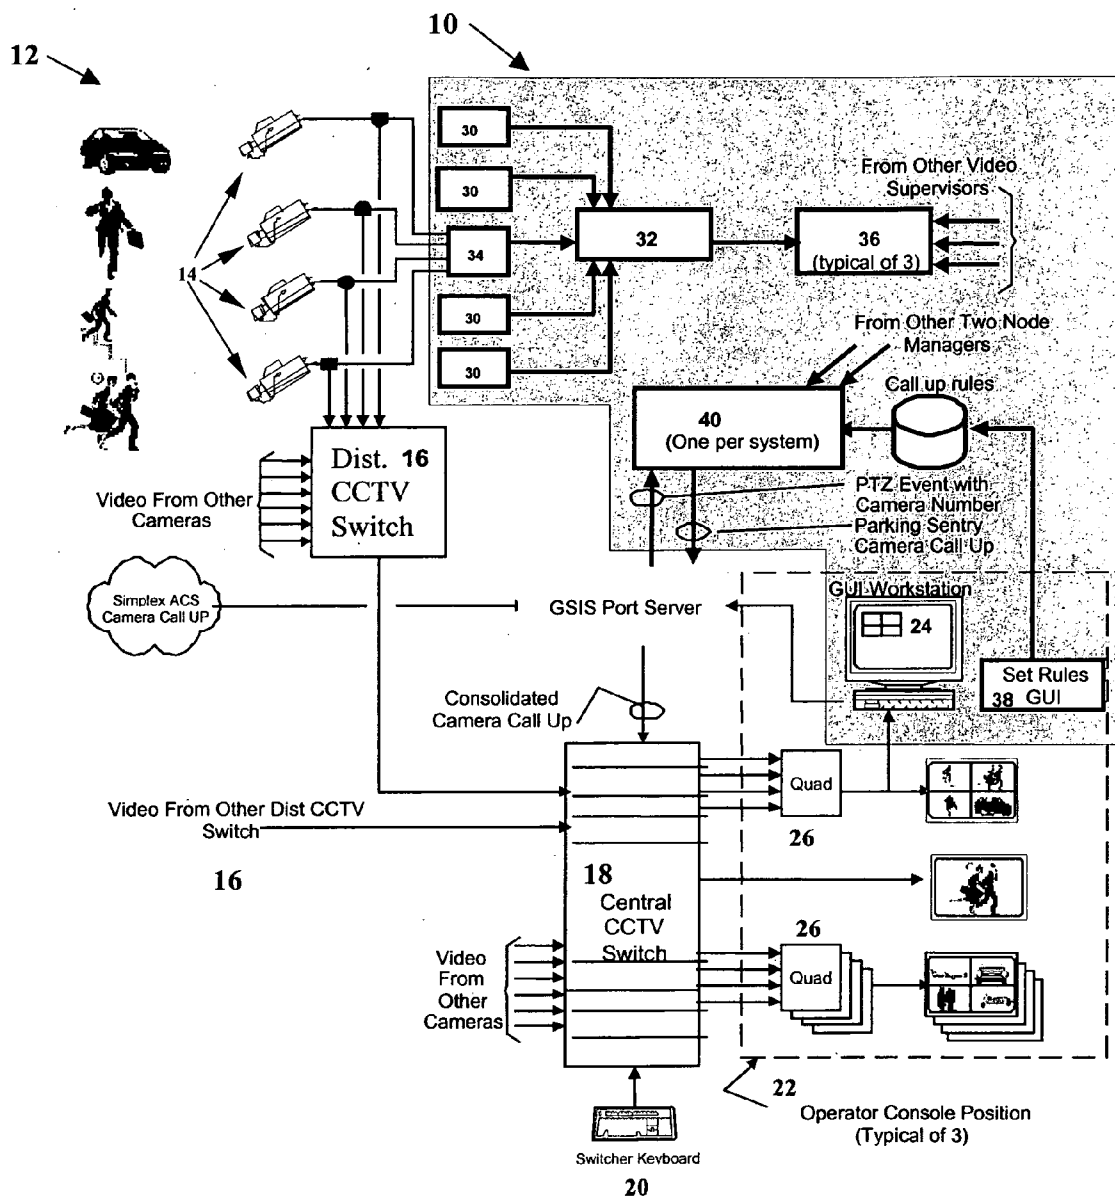 10
12
30
From Other Video
Supervisors
30
14
32
36
(typical of 3)
34
30
From Other Two Node
Managers
30
Call up rules
40
(One per system)
Dist. 16
CCTV
Switch
Video From Other
Cameras
PTZ Event with
Camera Number
Parking Sentry
Camera Call Up
Simplex ACS
Camera Call UP
GSIS Port Server
GUI Workstation
24
Set Rules
38 GUI
Consolidated
Camera Call Up
Quad
Video From Other Dist CCTV
Switch
26
16
18
Central
CCTV
Switch
26
Video
From
Other
Cameras
Quad
22
Operator Console Position
(Typical of 3)
Switcher Keyboard
20